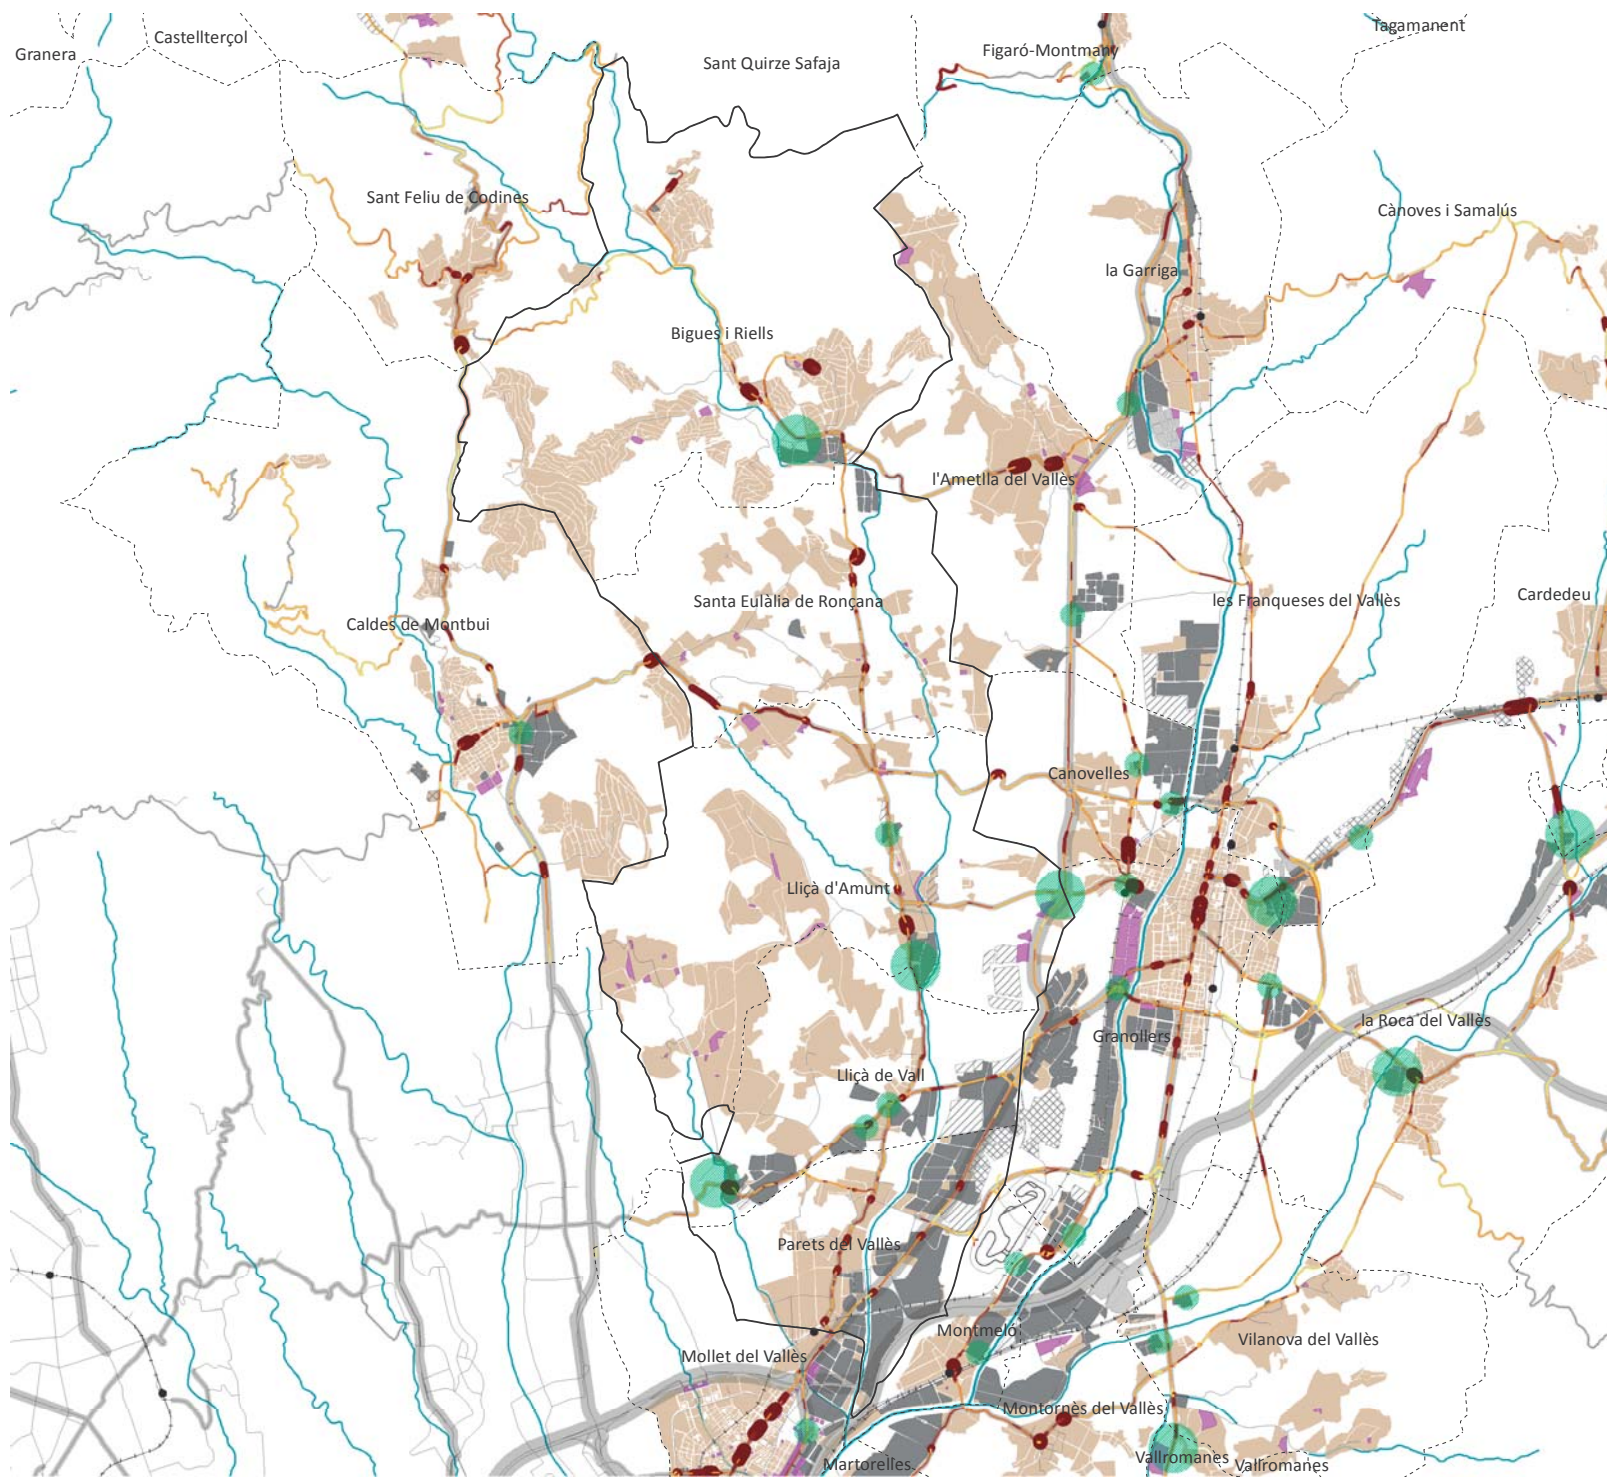 Tagamanent
Castellterçol
Granera
Figaró-Montmany
Sant Quirze Safaja
Sant Feliu de Codines
Cànoves i Samalús
la Garriga
Bigues i Riells
l'Ametlla del Vallès
Santa Eulàlia de Ronçana
les Franqueses del Vallès
Cardedeu
Caldes de Montbui
Canovelles
Lliçà d'Amunt
la Roca del Vallès
Granollers
Lliçà de Vall
Parets del Vallès
Montmeló
Vilanova del Vallès
Mollet del Vallès
Montornès del Vallès
Martorelles
Vallromanes
Vallromanes